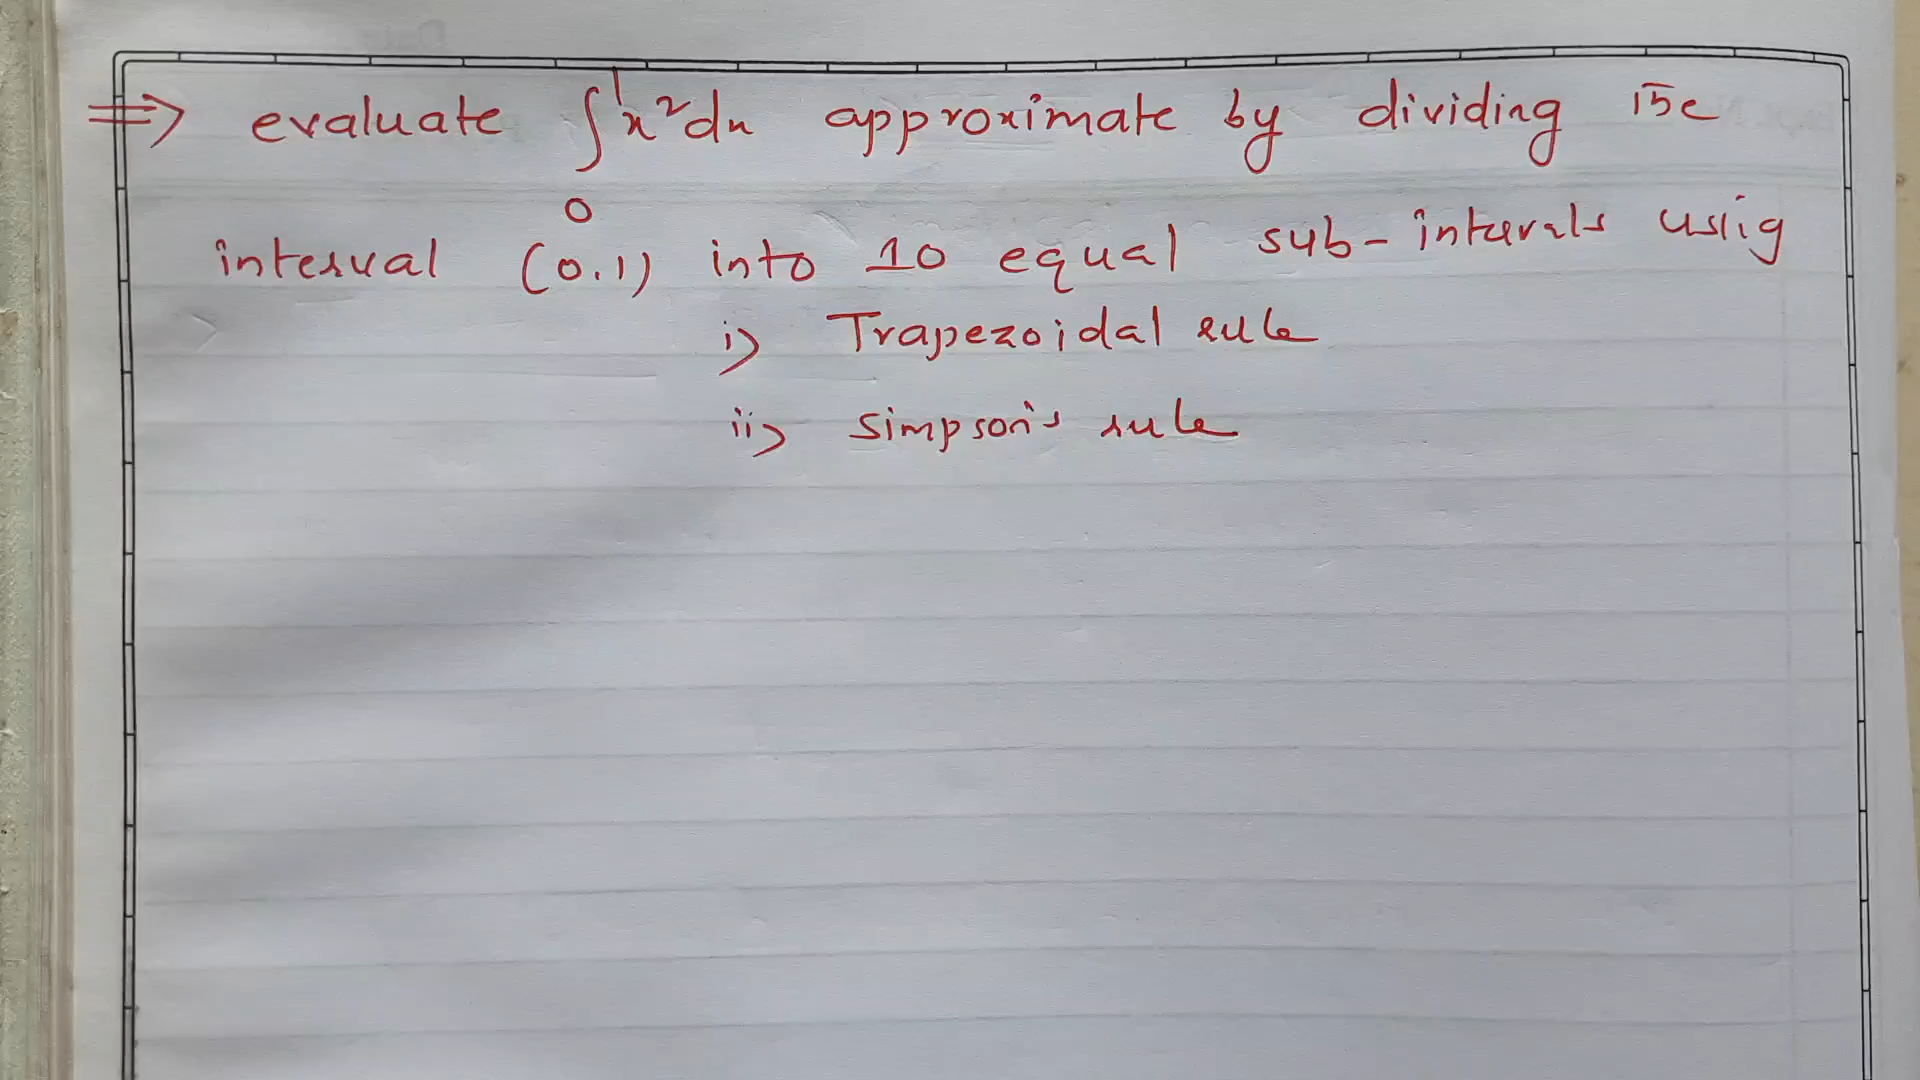 ⇒ evaluate ∫₀¹ x²dx approximate by dividing the
interval (0.1) into 10 equal sub-intervals usiig
i) Trapezoidal rule
ii) simpson's rule